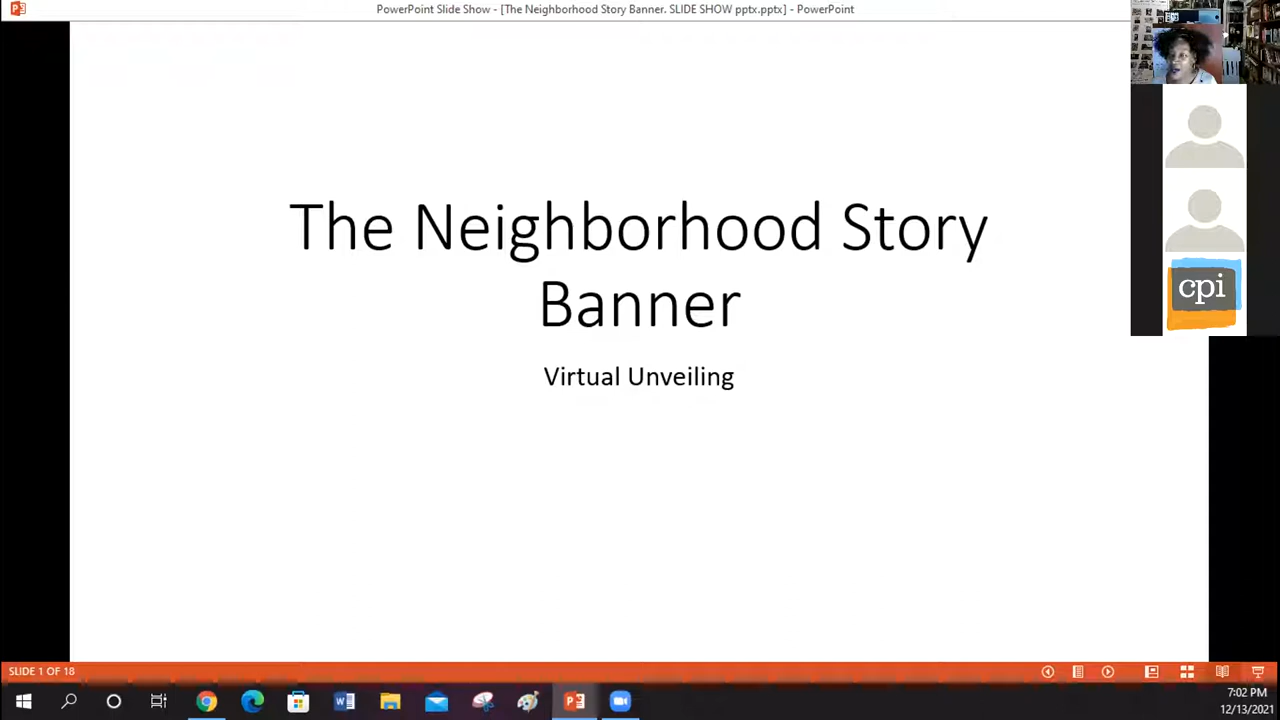 PowerPoint Slide Show - [The Neighborhood Story Banner. SLIDE SHOW pptx.pptx] - PowerPoint
The Neighborhood Story
Banner
Virtual Unveiling
cpi
SLIDE 1 OF 18
7:02 PM
12/13/2021